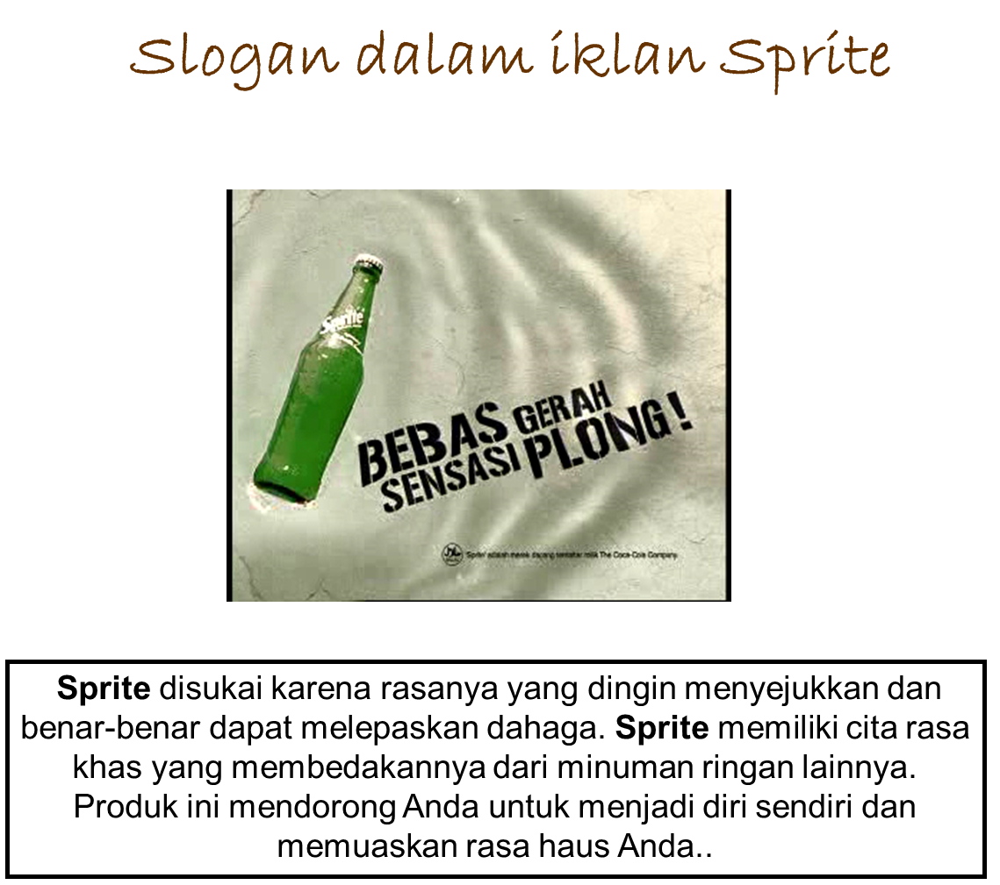 Slogan dalam iklan Sprite
Sprite
BEBAS GERAH
SENSASI PLONG!
Sprite adalah merek dagang terdaftar milik The Coca-Cola Company.
Sprite disukai karena rasanya yang dingin menyejukkan dan
benar-benar dapat melepaskan dahaga. Sprite memiliki cita rasa
khas yang membedakannya dari minuman ringan lainnya.
Produk ini mendorong Anda untuk menjadi diri sendiri dan
memuaskan rasa haus Anda..